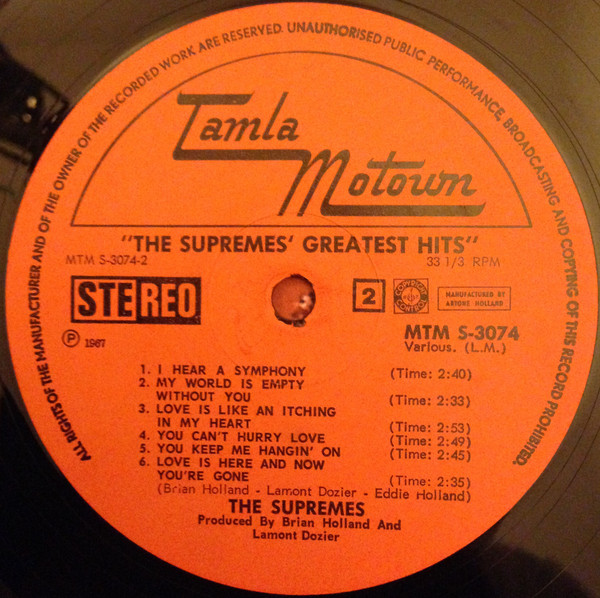 ALL RIGHTS OF THE MANUFACTURER AND OF THE OWNER OF THE RECORDED WORK ARE RESERVED. UNAUTHORISED PUBLIC PERFORMANCE, BROADCASTING AND COPYING OF THIS RECORD PROHIBITED.
Tamla
Motown
"THE SUPREMES' GREATEST HITS"
MTM S-3074-2 33 1/3 RPM
STEREO 2 MANUFACTURED BY
ARTONE HOLLAND
MTM S-3074
Ⓟ 1967 Various. (L.M.)
1. I HEAR A SYMPHONY (Time: 2:40)
2. MY WORLD IS EMPTY
WITHOUT YOU (Time: 2:33)
3. LOVE IS LIKE AN ITCHING
IN MY HEART (Time: 2:53)
4. YOU CAN'T HURRY LOVE (Time: 2:49)
5. YOU KEEP ME HANGIN' ON (Time: 2:45)
6. LOVE IS HERE AND NOW
YOU'RE GONE (Time: 2:35)
(Brian Holland - Lamont Dozier - Eddie Holland)
THE SUPREMES
Produced By Brian Holland And
Lamont Dozier